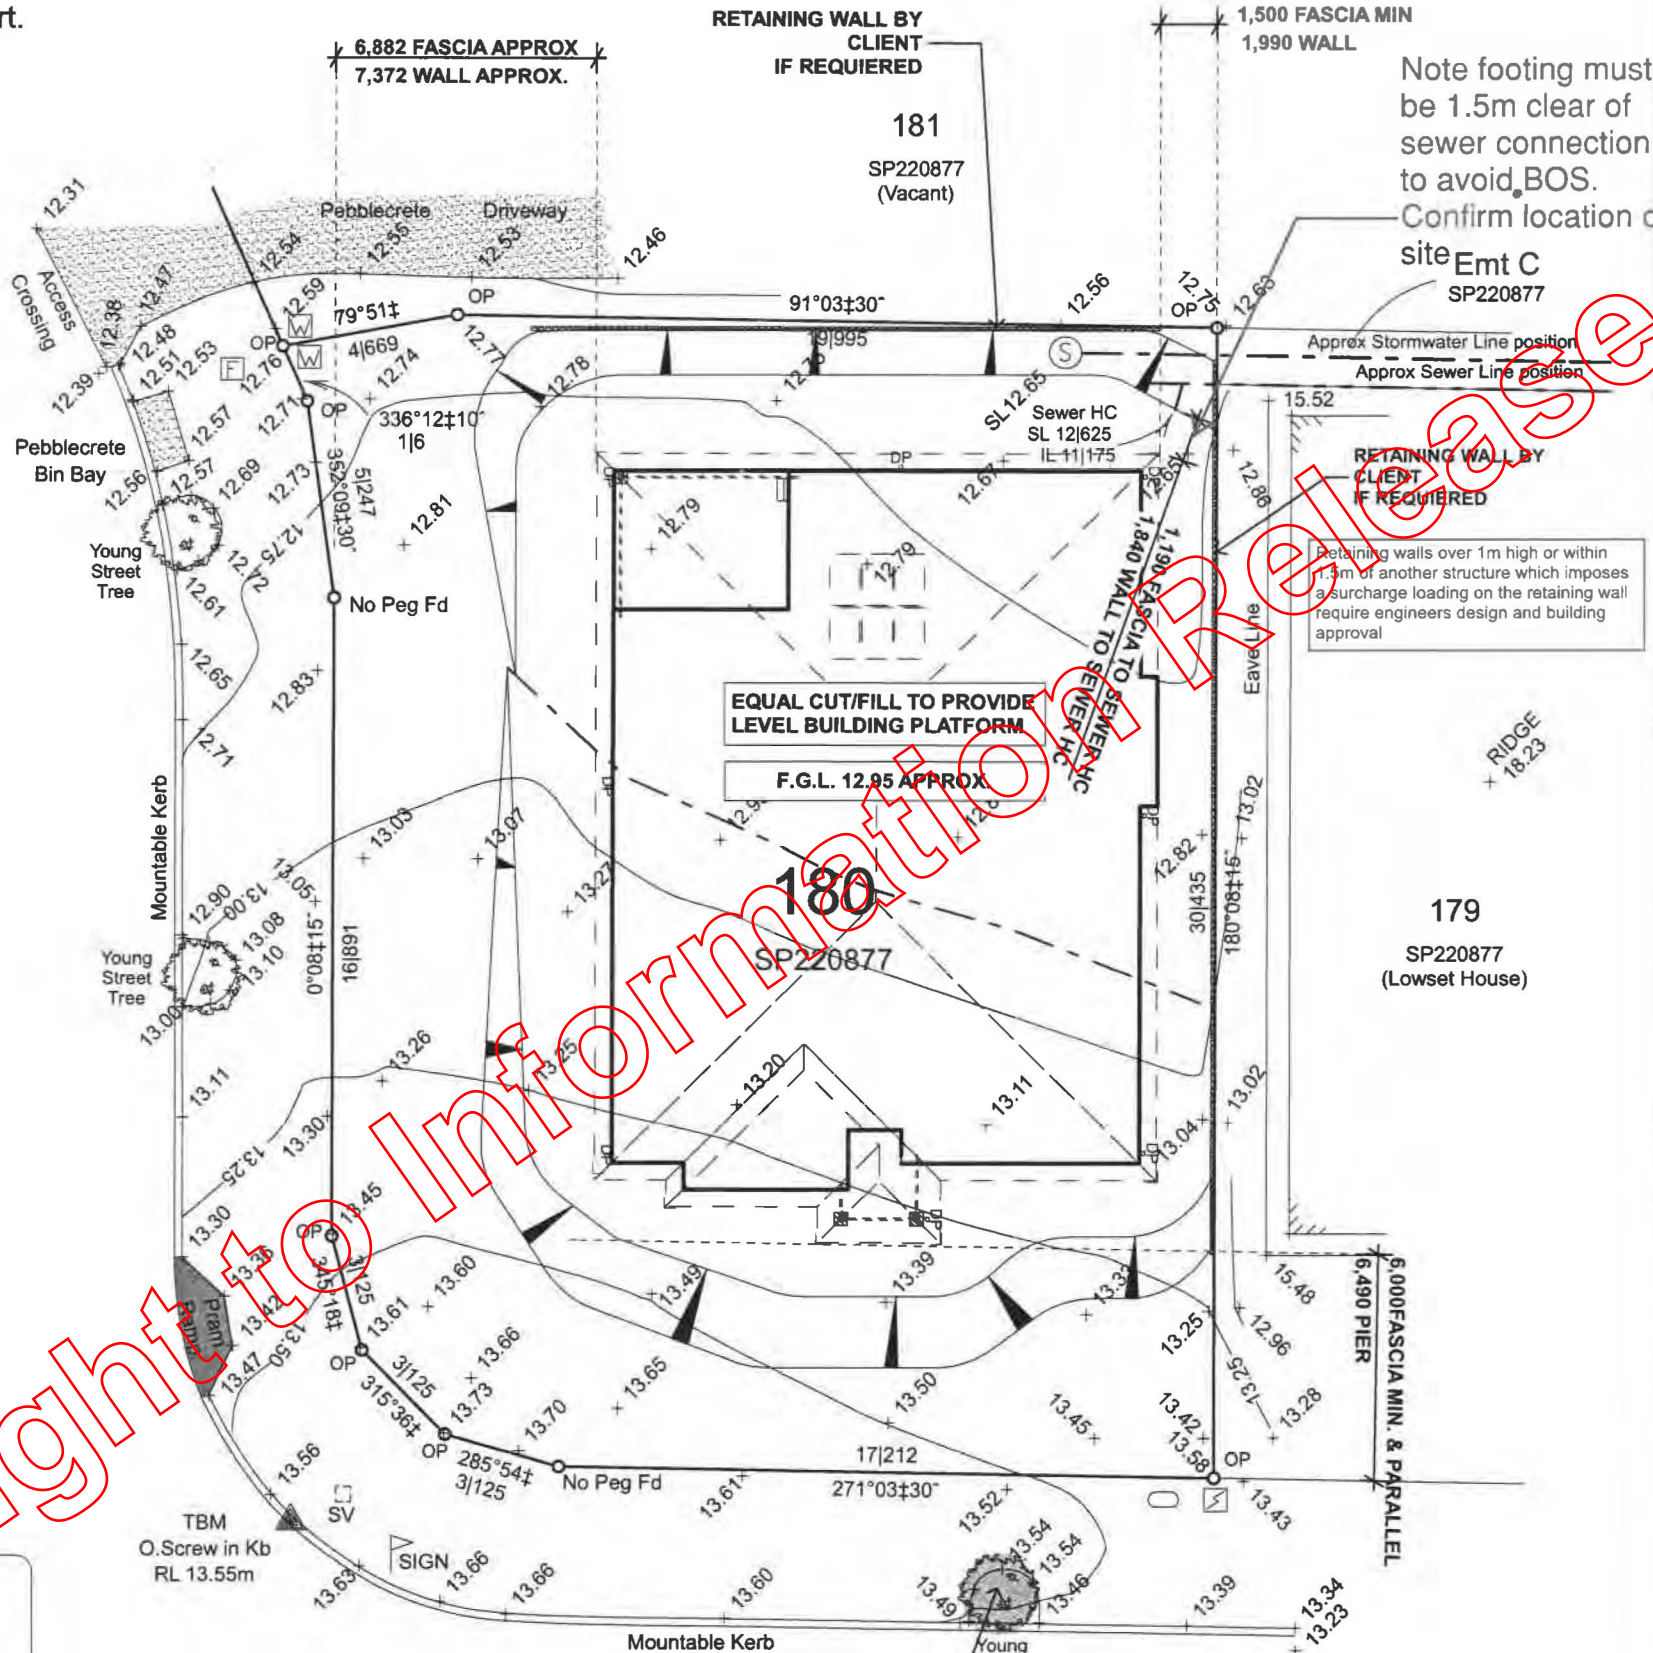 rt.
6,882 FASCIA APPROX
7,372 WALL APPROX.
RETAINING WALL BY
CLIENT
IF REQUIERED
1,500 FASCIA MIN
1,990 WALL
Note footing must
be 1.5m clear of
sewer connection
to avoid BOS.
Confirm location o
site
181
SP220877
(Vacant)
Emt C
SP220877
12.31
Pebblecrete Driveway
12.54
12.55
12.53
12.46
Access
Crossing
12.38
12.47
12.48
12.51
12.53
12.39
12.59
W
W
F
OP
79°51‡
4|669
OP
91°03‡30"
19|995
12.56
12.75
OP
12.63
12.76
12.74
12.77
12.78
12.71
OP
336°12‡10"
1|6
S
SL12.65
Approx Stormwater Line position
Approx Sewer Line position
15.52
Sewer HC
SL 12|625
IL 11|175
Pebblecrete
Bin Bay
12.57
12.56
12.57
12.69
12.73
352°09‡30"
5|247
12.81
12.75
12.72
12.61
Young
Street
Tree
No Peg Fd
DP
12.79
12.79
12.67
12.65
12.86
RETAINING WALL BY
CLIENT
IF REQUIERED
Retaining walls over 1m high or within
1.5m of another structure which imposes
a surcharge loading on the retaining wall
require engineers design and building
approval
1,190 FASCIA TO SEWER HC
1,840 WALL TO SEWER HC
Eave Line
12.65
12.83
12.71
EQUAL CUT/FILL TO PROVIDE
LEVEL BUILDING PLATFORM
F.G.L. 12.95 APPROX.
RIDGE
18.23
Mountable Kerb
13.03
13.07
DP
DP
13.02
12.82
13.05
13.00
12.90
13.08
13.10
13.27
180
SP220877
30|435
180°08‡15"
179
SP220877
(Lowset House)
0°08‡15"
16|891
Young
Street
Tree
13.00
13.26
13.25
13.11
13.20
13.11
13.02
13.04
13.30
13.25
13.45
OP
13.30
DP
DP
345°18‡
3|125
13.60
13.61
13.49
13.39
15.48
12.96
13.42
13.47
13.50
Pram
Ramp
OP
13.66
13.65
3|125
315°36‡
13.73
13.70
13.50
13.45
13.25
13.25
13.28
13.42
13.58
OP
6,000FASCIA MIN. & PARALLEL
6,490 PIER
OP
285°54‡
3|125
No Peg Fd
17|212
271°03‡30"
13.61
13.52
13.43
13.56
SV
TBM
O.Screw in Kb
RL 13.55m
SIGN
13.63
13.66
13.66
13.60
13.54
13.54
13.49
13.46
13.39
13.34
13.23
Mountable Kerb
Young
ght to Information Release